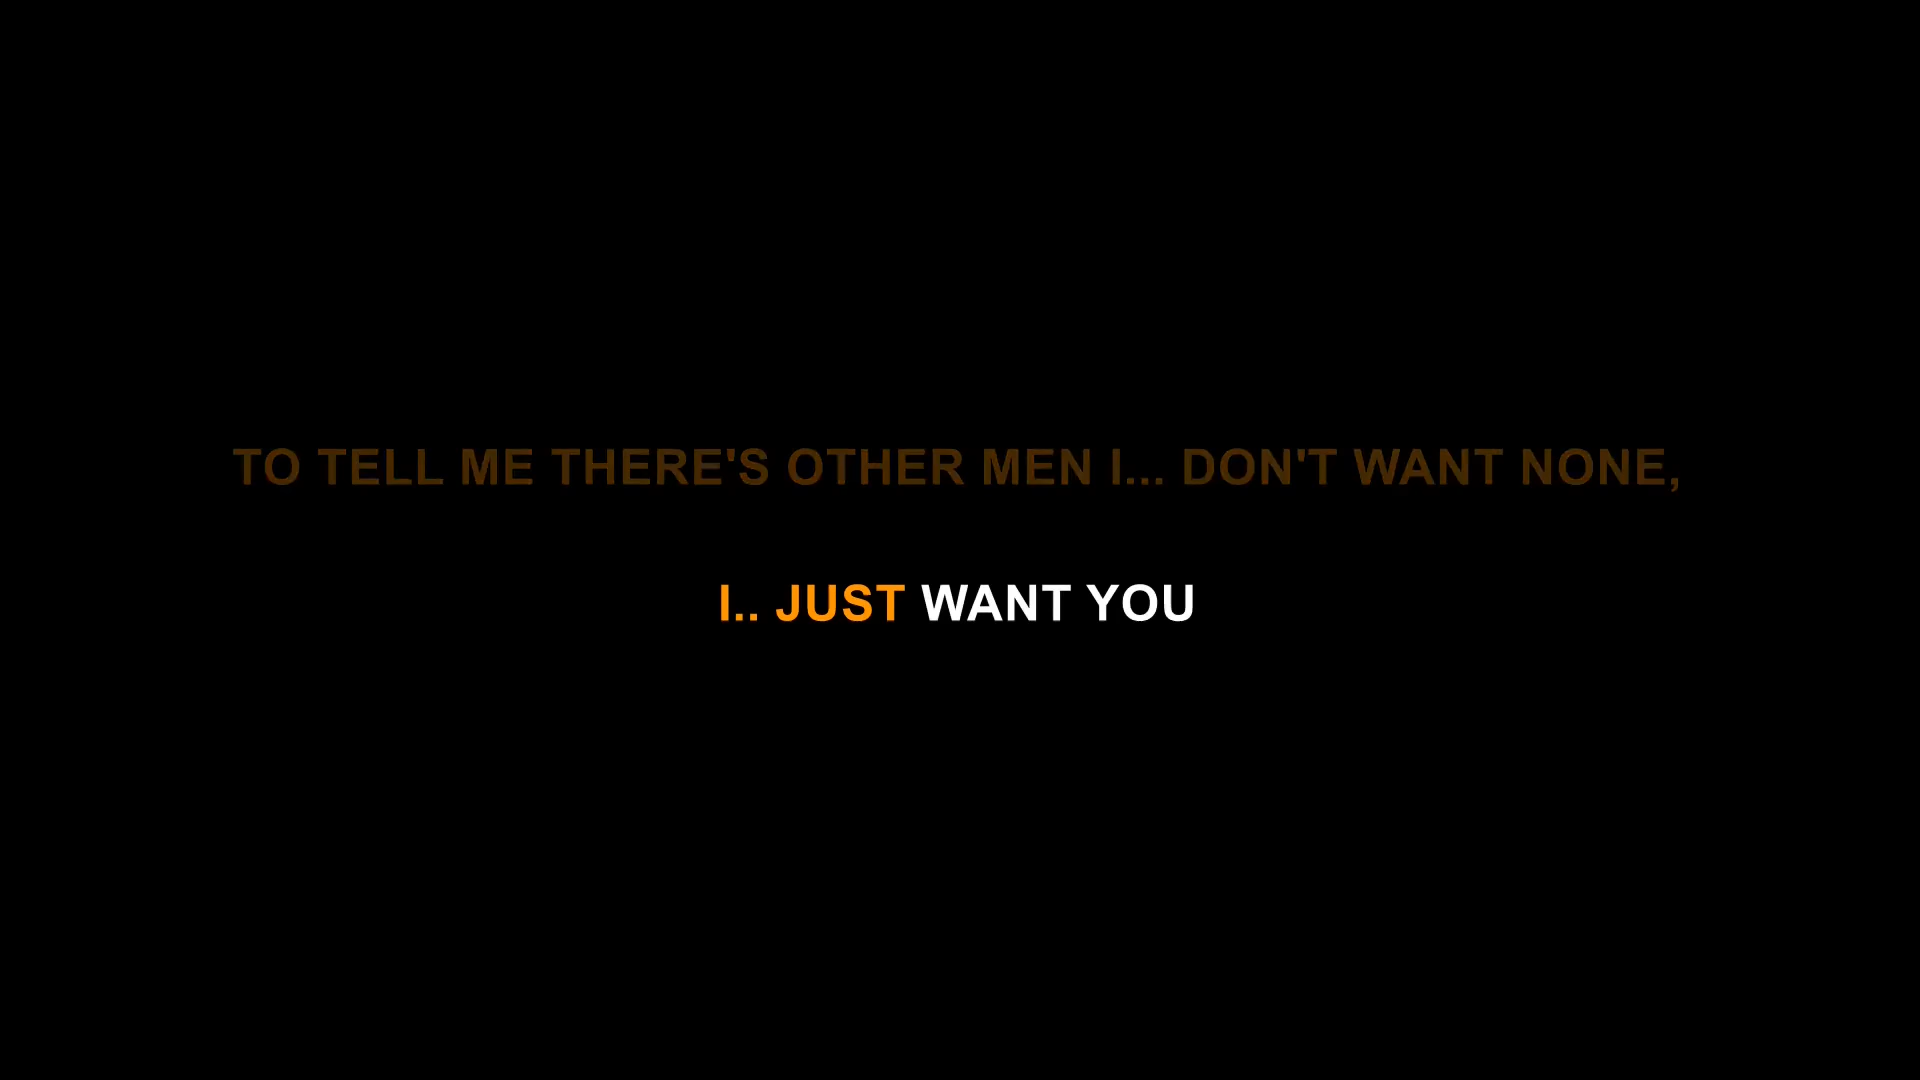 TO TELL ME THERE'S OTHER MEN I... DON'T WANT NONE,
I.. JUST WANT YOU